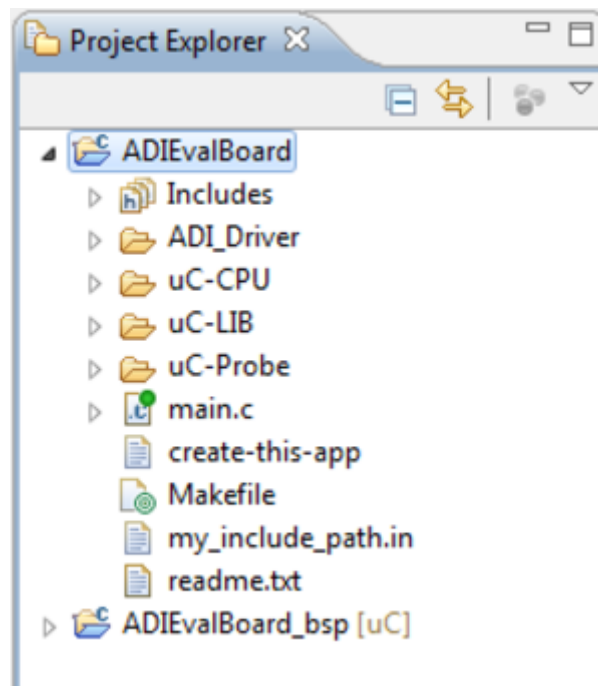 Project Explorer
ADIEvalBoard
Includes
ADI_Driver
uC-CPU
uC-LIB
uC-Probe
main.c
create-this-app
Makefile
my_include_path.in
readme.txt
ADIEvalBoard_bsp [uC]